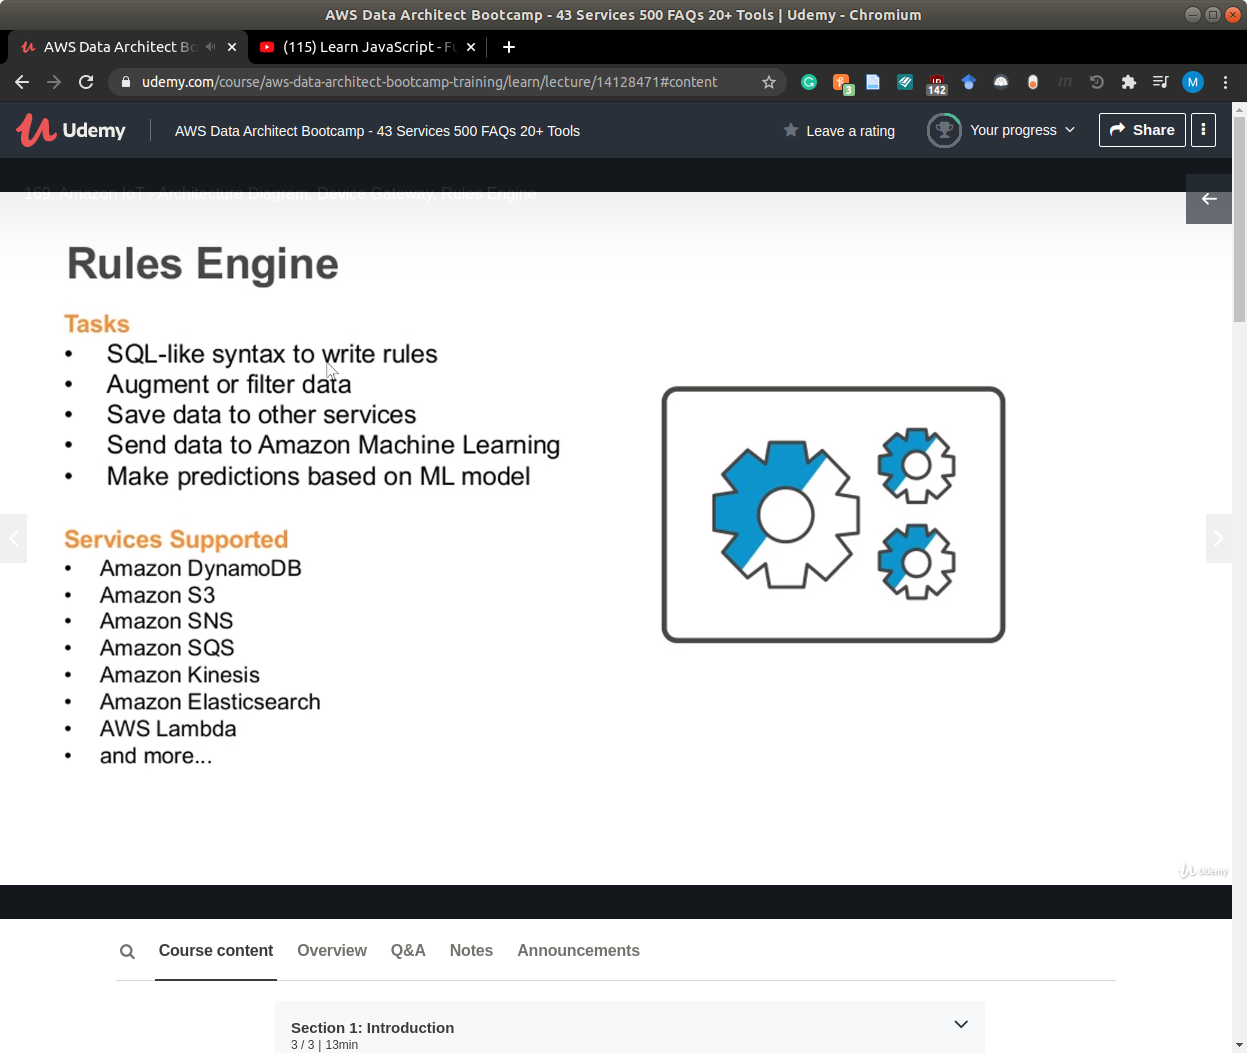 AWS Data Architect Bootcamp - 43 Services 500 FAQs 20+ Tools | Udemy - Chromium
AWS Data Architect Bo
(115) Learn JavaScript - Fu
udemy.com/course/aws-data-architect-bootcamp-training/learn/lecture/14128471#content
3
142
m
M
Udemy
AWS Data Architect Bootcamp - 43 Services 500 FAQs 20+ Tools
Leave a rating
Your progress
Share
169. Amazon IoT - Architecture Diagram, Device Gateway, Rules Engine
Rules Engine
Tasks
• SQL-like syntax to write rules
• Augment or filter data
• Save data to other services
• Send data to Amazon Machine Learning
• Make predictions based on ML model
Services Supported
• Amazon DynamoDB
• Amazon S3
• Amazon SNS
• Amazon SQS
• Amazon Kinesis
• Amazon Elasticsearch
• AWS Lambda
• and more...
Udemy
Course content
Overview
Q&A
Notes
Announcements
Section 1: Introduction
3 / 3 | 13min